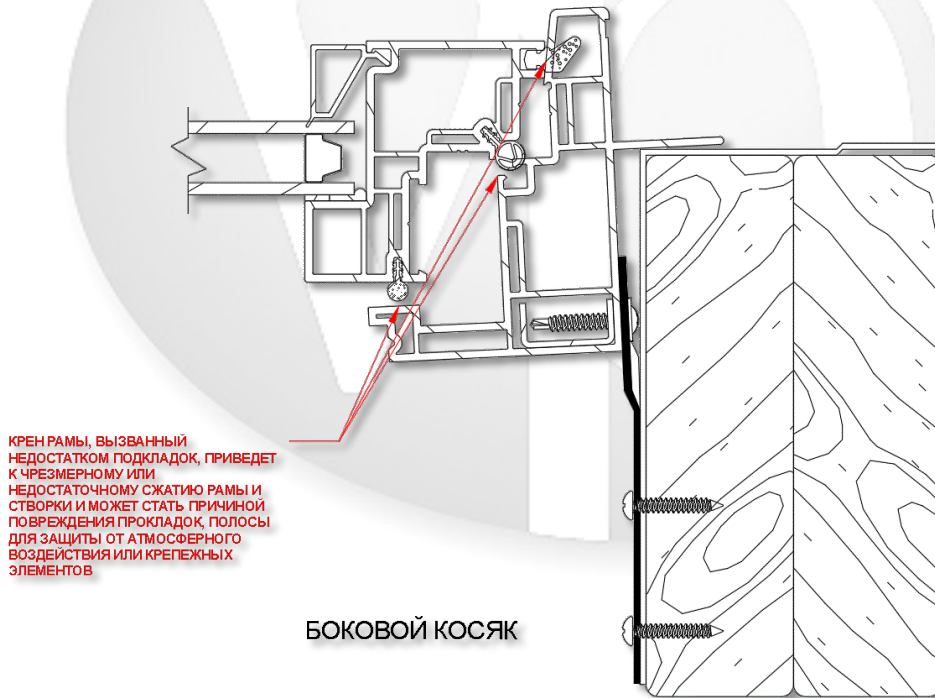 КРЕН РАМЫ, ВЫЗВАННЫЙ
НЕДОСТАТКОМ ПОДКЛАДОК, ПРИВЕДЕТ
К ЧРЕЗМЕРНОМУ ИЛИ
НЕДОСТАТОЧНОМУ СЖАТИЮ РАМЫ И
СТВОРКИ И МОЖЕТ СТАТЬ ПРИЧИНОЙ
ПОВРЕЖДЕНИЯ ПРОКЛАДОК, ПОЛОСЫ
ДЛЯ ЗАЩИТЫ ОТ АТМОСФЕРНОГО
ВОЗДЕЙСТВИЯ ИЛИ КРЕПЕЖНЫХ
ЭЛЕМЕНТОВ
БОКОВОЙ КОСЯК